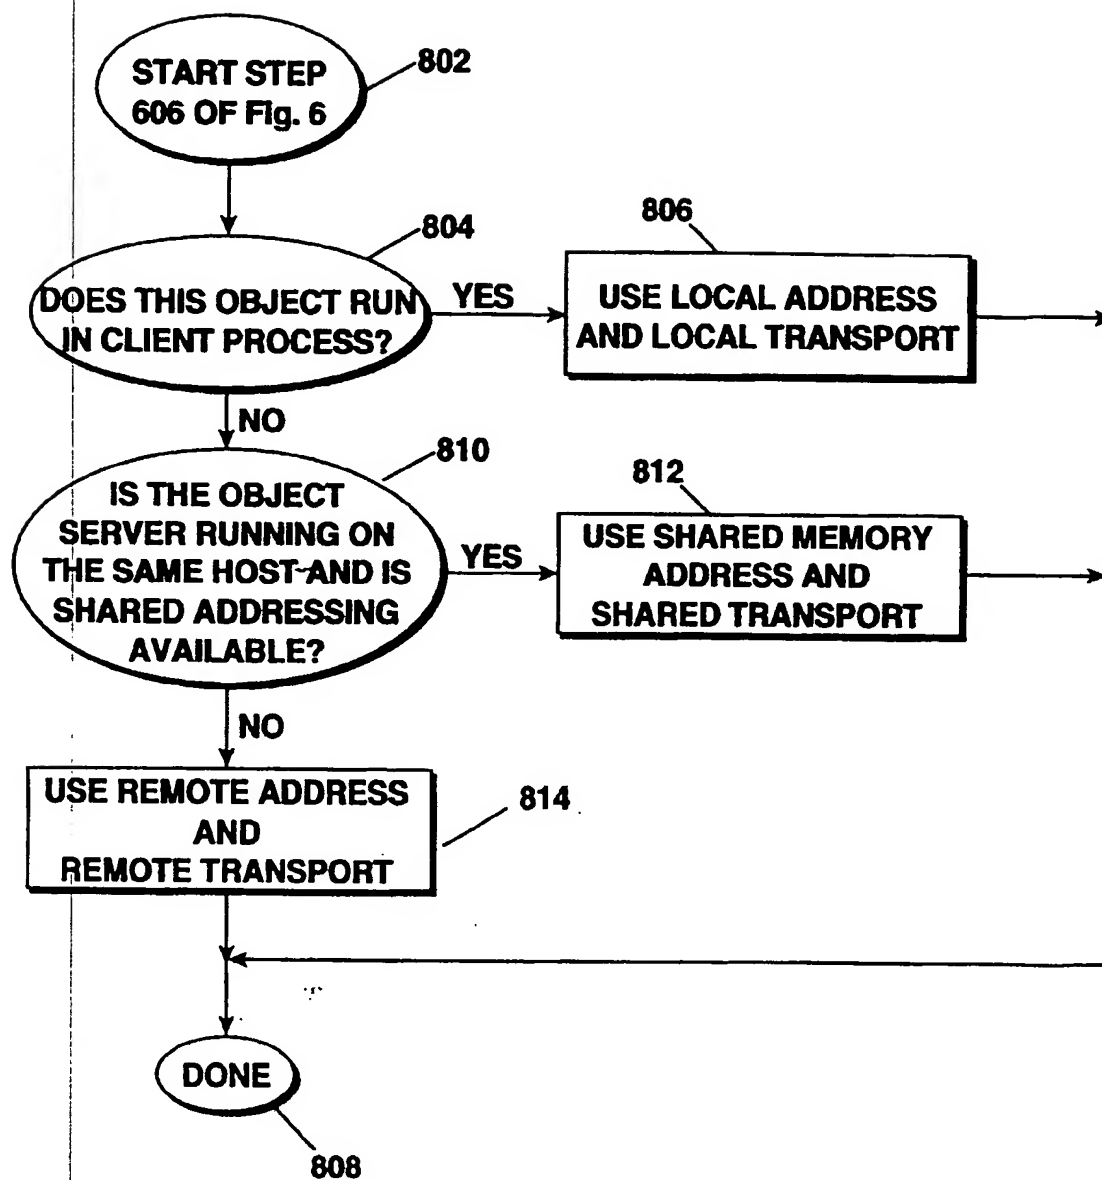 802
START STEP
606 OF Fig. 6
804
806
DOES THIS OBJECT RUN
IN CLIENT PROCESS?
YES
USE LOCAL ADDRESS
AND LOCAL TRANSPORT
NO
810
812
IS THE OBJECT
SERVER RUNNING ON
THE SAME HOST AND IS
SHARED ADDRESSING
AVAILABLE?
YES
USE SHARED MEMORY
ADDRESS AND
SHARED TRANSPORT
NO
USE REMOTE ADDRESS
AND
REMOTE TRANSPORT
814
DONE
808